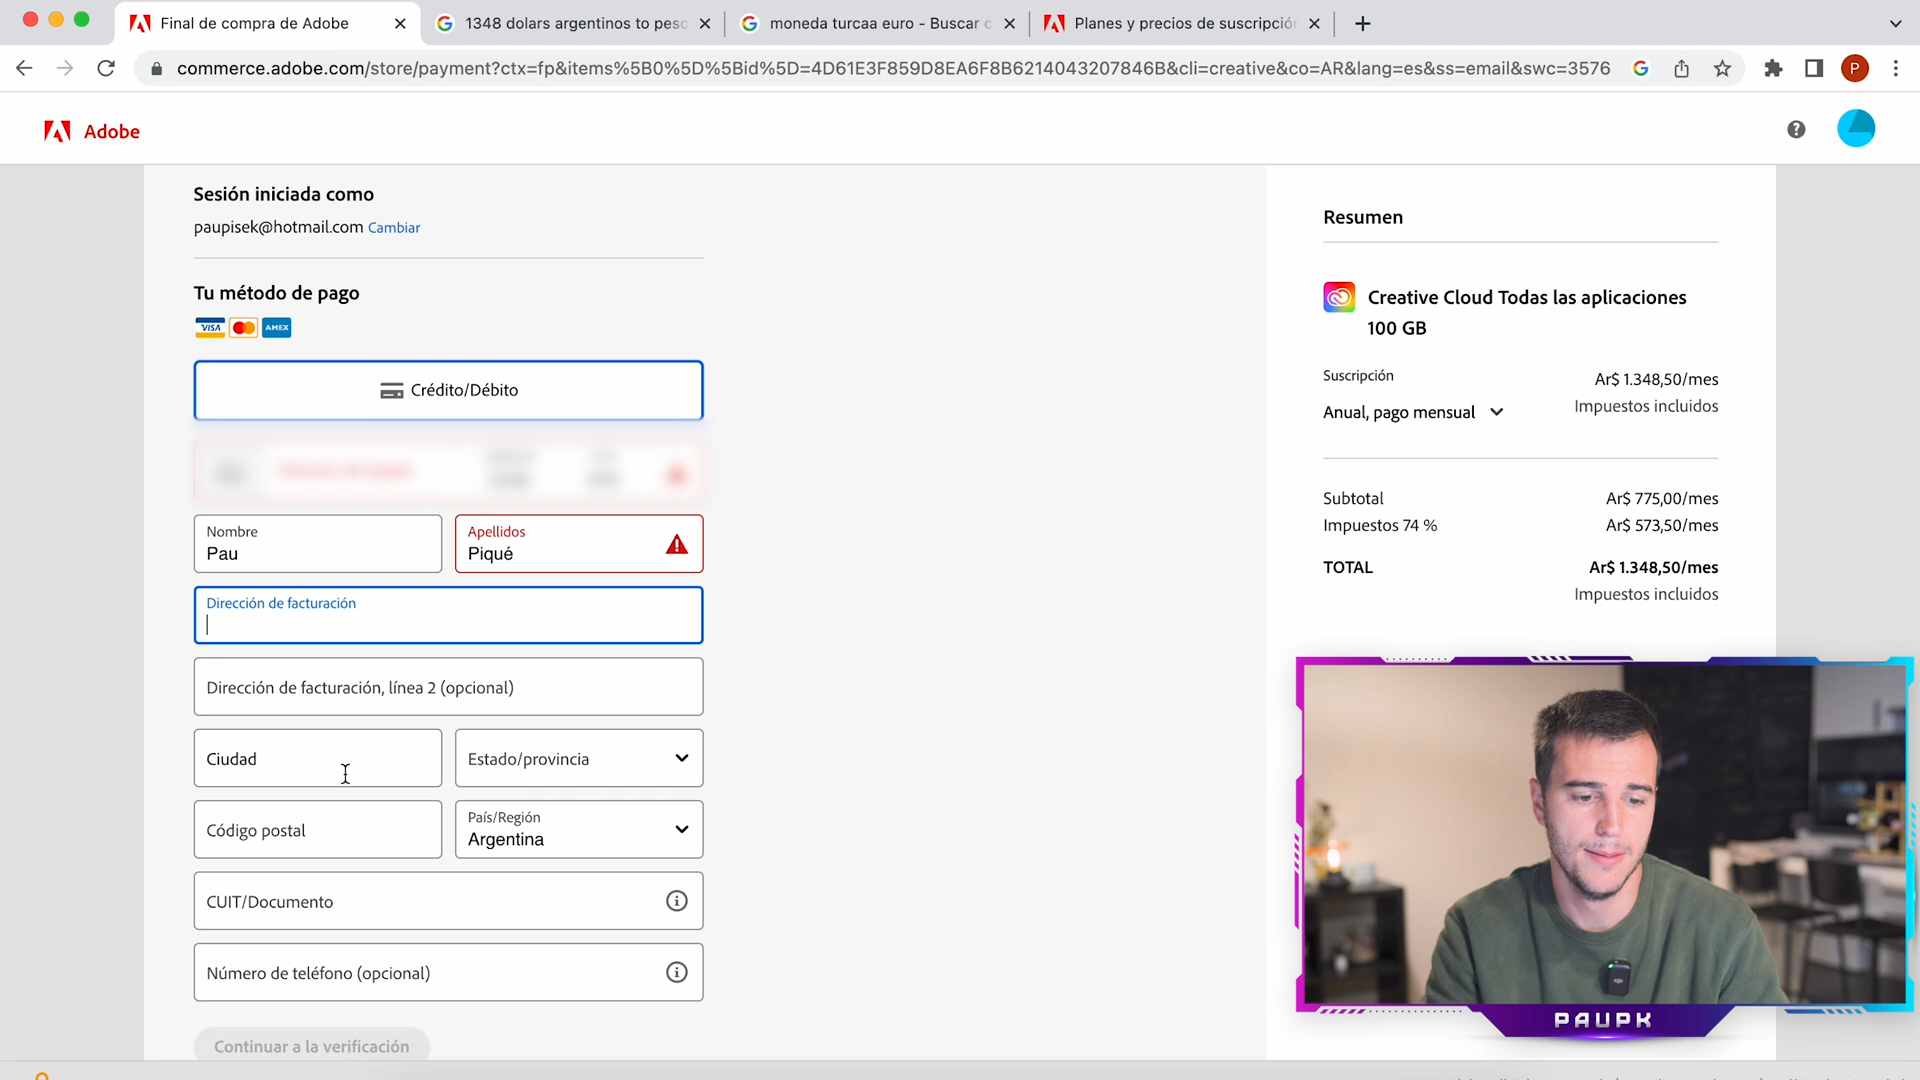 Final de compra de Adobe
1348 dolars argentinos to peso
moneda turcaa euro - Buscar c
Planes y precios de suscripción
commerce.adobe.com/store/payment?ctx=fp&items%5B0%5D%5Bid%5D=4D61E3F859D8EA6F8B6214043207846B&cli=creative&co=AR&lang=es&ss=email&swc=3576
P
Adobe
Sesión iniciada como
paupisek@hotmail.com Cambiar
Tu método de pago
VISA
AMEX
Crédito/Débito
Nombre
Pau
Apellidos
Piqué
Dirección de facturación
Dirección de facturación, línea 2 (opcional)
Ciudad
Estado/provincia
Código postal
País/Región
Argentina
CUIT/Documento
Número de teléfono (opcional)
Continuar a la verificación
Resumen
Creative Cloud Todas las aplicaciones
100 GB
Suscripción
Ar$ 1.348,50/mes
Anual, pago mensual
Impuestos incluidos
Subtotal
Ar$ 775,00/mes
Impuestos 74 %
Ar$ 573,50/mes
TOTAL
Ar$ 1.348,50/mes
Impuestos incluidos
PAUPK